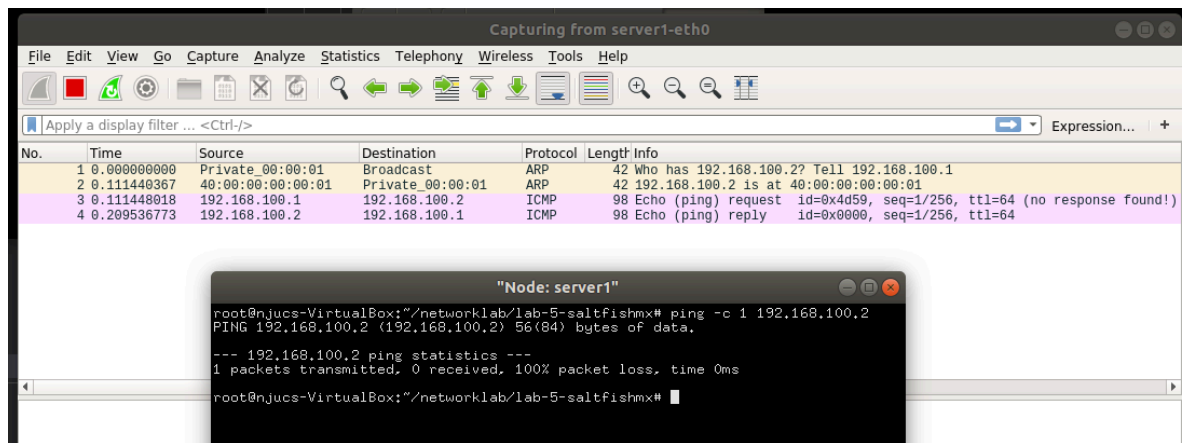 Capturing from server1-eth0
File Edit View Go Capture Analyze Statistics Telephony Wireless Tools Help
Apply a display filter ... <Ctrl-/> Expression... +
No. Time Source Destination Protocol Length Info
1 0.000000000 Private_00:00:01 Broadcast ARP 42 Who has 192.168.100.2? Tell 192.168.100.1
2 0.111440367 40:00:00:00:00:01 Private_00:00:01 ARP 42 192.168.100.2 is at 40:00:00:00:00:01
3 0.111448018 192.168.100.1 192.168.100.2 ICMP 98 Echo (ping) request id=0x4d59, seq=1/256, ttl=64 (no response found!)
4 0.209536773 192.168.100.2 192.168.100.1 ICMP 98 Echo (ping) reply id=0x0000, seq=1/256, ttl=64
"Node: server1"
root@njucs-VirtualBox:~/networklab/lab-5-saltfishmx# ping -c 1 192.168.100.2
PING 192.168.100.2 (192.168.100.2) 56(84) bytes of data.
--- 192.168.100.2 ping statistics ---
1 packets transmitted, 0 received, 100% packet loss, time 0ms
root@njucs-VirtualBox:~/networklab/lab-5-saltfishmx#